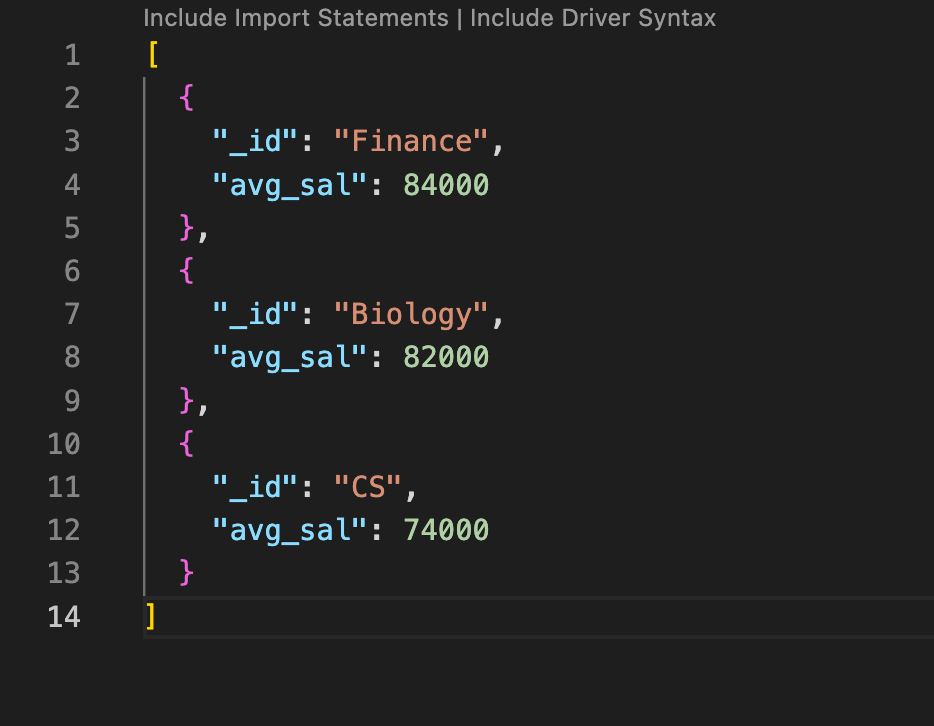 Include Import Statements | Include Driver Syntax
1 [
2 {
3 "_id": "Finance",
4 "avg_sal": 84000
5 },
6 {
7 "_id": "Biology",
8 "avg_sal": 82000
9 },
10 {
11 "_id": "CS",
12 "avg_sal": 74000
13 }
14 ]